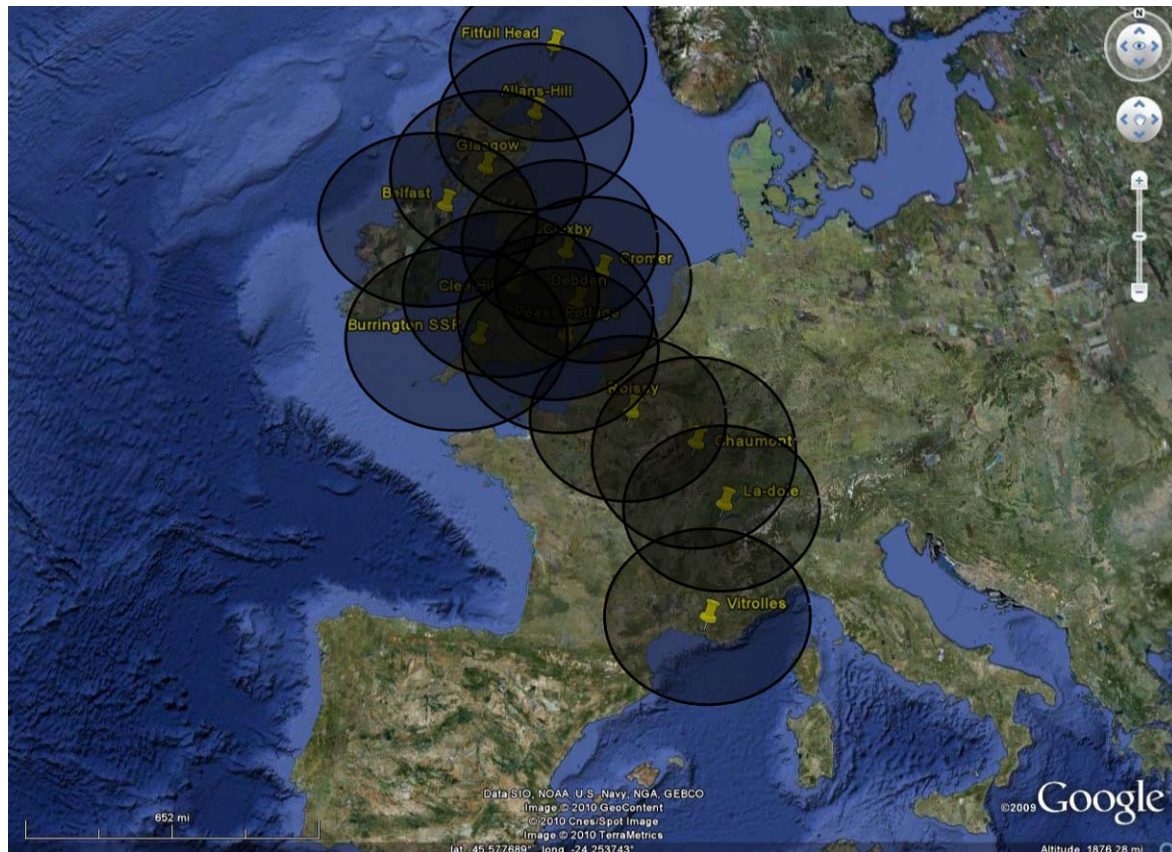 N
Fitfull Head
Allans-Hill
Glasgow
Belfast
Claxby
Cromer
Clee Hill
Debden
Pease Pottage
Burrington SSR
Roissy
Chaumont
La-dole
Vitrolles
Data SIO, NOAA, U.S. Navy, NGA, GEBCO
Image © 2010 GeoContent
© 2010 Cnes/Spot Image
Image © 2010 TerraMetrics
©2009 Google
652 mi
lat 45.577689° long -24.253743°
Altitude 1876.28 mi